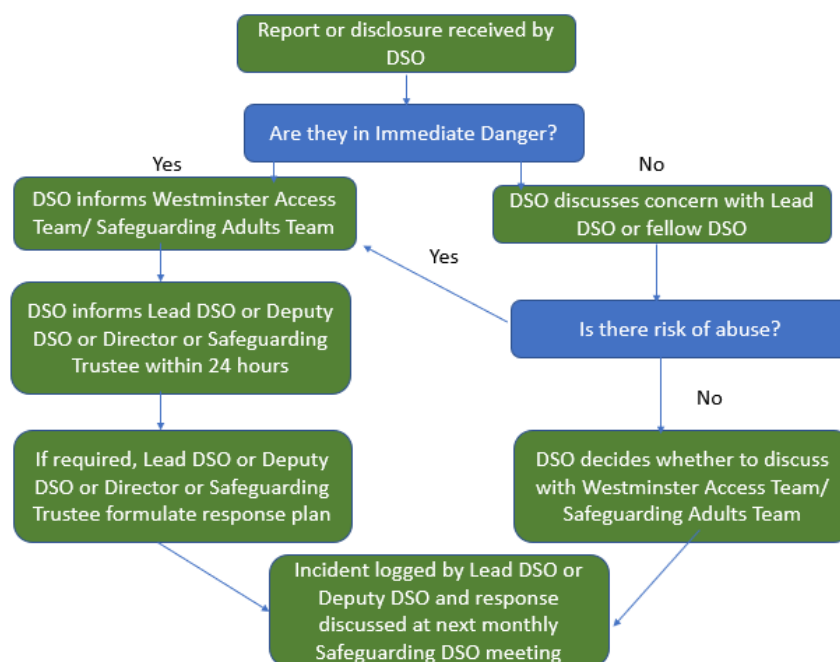 Report or disclosure received by
DSO
Are they in Immediate Danger?
Yes
No
DSO informs Westminster Access
Team/ Safeguarding Adults Team
DSO discusses concern with Lead
DSO or fellow DSO
Yes
DSO informs Lead DSO or Deputy
DSO or Director or Safeguarding
Trustee within 24 hours
Is there risk of abuse?
No
If required, Lead DSO or Deputy
DSO or Director or Safeguarding
Trustee formulate response plan
DSO decides whether to discuss
with Westminster Access Team/
Safeguarding Adults Team
Incident logged by Lead DSO or
Deputy DSO and response
discussed at next monthly
Safeguarding DSO meeting